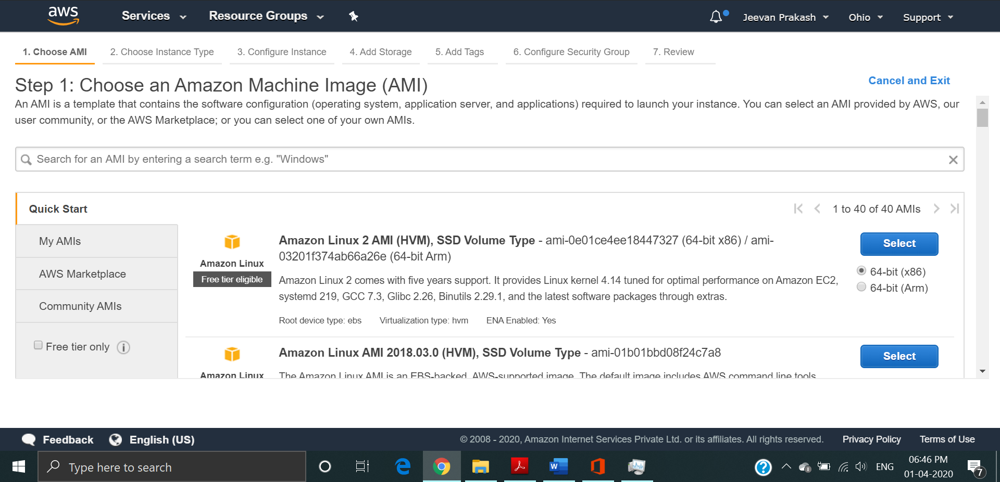 aws Services Resource Groups Jeevan Prakash Ohio Support
1. Choose AMI 2. Choose Instance Type 3. Configure Instance 4. Add Storage 5. Add Tags 6. Configure Security Group 7. Review
Step 1: Choose an Amazon Machine Image (AMI)
Cancel and Exit
An AMI is a template that contains the software configuration (operating system, application server, and applications) required to launch your instance. You can select an AMI provided by AWS, our
user community, or the AWS Marketplace; or you can select one of your own AMIs.
Search for an AMI by entering a search term e.g. "Windows"
Quick Start
1 to 40 of 40 AMIs
My AMIs
AWS Marketplace
Community AMIs
Free tier only
Amazon Linux
Free tier eligible
Amazon Linux 2 AMI (HVM), SSD Volume Type - ami-0e01ce4ee18447327 (64-bit x86) / ami-
03201f374ab66a26e (64-bit Arm)
Amazon Linux 2 comes with five years support. It provides Linux kernel 4.14 tuned for optimal performance on Amazon EC2,
systemd 219, GCC 7.3, Glibc 2.26, Binutils 2.29.1, and the latest software packages through extras.
Root device type: ebs Virtualization type: hvm ENA Enabled: Yes
Select
64-bit (x86)
64-bit (Arm)
Amazon Linux
Amazon Linux AMI 2018.03.0 (HVM), SSD Volume Type - ami-01b01bbd08f24c7a8
The Amazon Linux AMI is an EBS-backed, AWS-supported image. The default image includes AWS command line tools,
Select
Feedback English (US) © 2008 - 2020, Amazon Internet Services Private Ltd. or its affiliates. All rights reserved. Privacy Policy Terms of Use
Type here to search
ENG
06:46 PM
01-04-2020
7